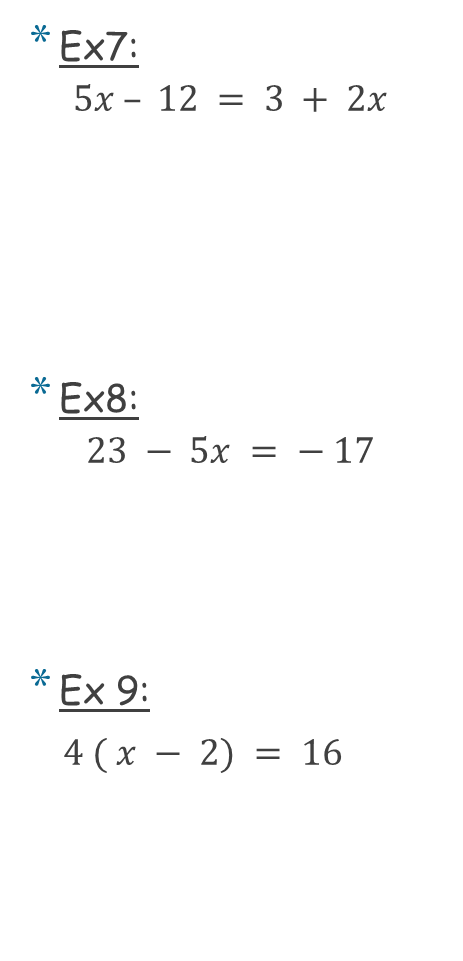 * Ex7:
5x – 12 = 3 + 2x
* Ex8:
23 − 5x = − 17
* Ex 9:
4 ( x − 2) = 16